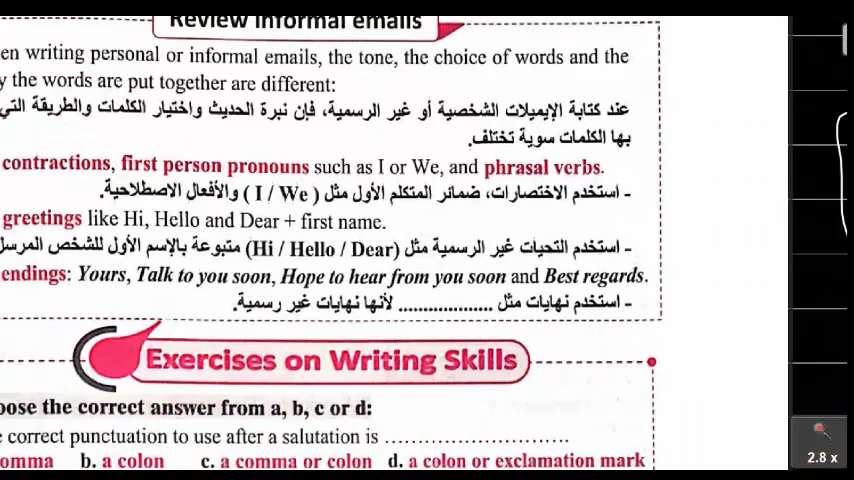 Review informal emails
en writing personal or informal emails, the tone, the choice of words and the
y the words are put together are different:
عند كتابة الإيميلات الشخصية أو غير الرسمية، فإن نبرة الحديث واختيار الكلمات والطريقة التي
بها الكلمات سوية تختلف.
contractions, first person pronouns such as I or We, and phrasal verbs.
- استخدم الاختصارات، ضمائر المتكلم الأول مثل (I / We) والأفعال الاصطلاحية.
greetings like Hi, Hello and Dear + first name.
- استخدم التحيات غير الرسمية مثل (Hi / Hello / Dear) متبوعة بالإسم الأول للشخص المرسل
endings: Yours, Talk to you soon, Hope to hear from you soon and Best regards.
- استخدم نهايات مثل .................... لأنها نهايات غير رسمية.
Exercises on Writing Skills
oose the correct answer from a, b, c or d:
e correct punctuation to use after a salutation is ..............................
omma b. a colon c. a comma or colon d. a colon or exclamation mark
2.8 x